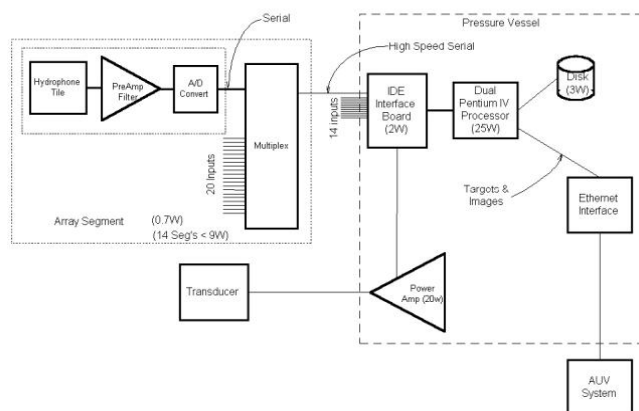 Pressure Vessel
Serial
High Speed Serial
Hydrophone
Tile
PreAmp
Filter
A/D
Convert
Multiplex
20 Inputs
14 inputs
IDE
Interface
Board
(2W)
Dual
Pentium IV
Processor
(25W)
Disk
(3W)
Targots &
Images
Ethernet
Interface
Array Segment (0.7W)
(14 Seg's < 9W)
Transducer
Power
Amp (20w)
AUV
System